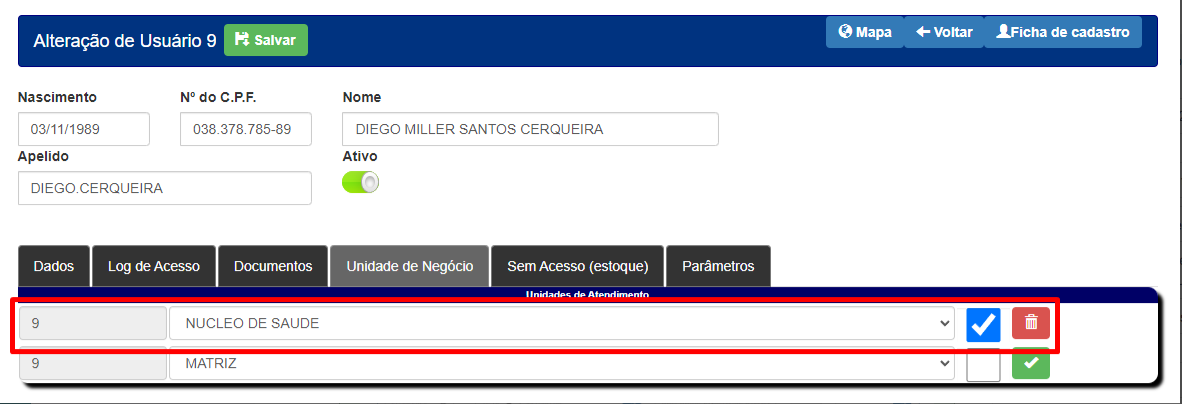 Alteração de Usuário 9 Salvar Mapa Voltar Ficha de cadastro
Nascimento Nº do C.P.F. Nome
03/11/1989 038.378.785-89 DIEGO MILLER SANTOS CERQUEIRA
Apelido Ativo
DIEGO.CERQUEIRA
Dados Log de Acesso Documentos Unidade de Negócio Sem Acesso (estoque) Parâmetros
Unidades de Atendimento
9 NUCLEO DE SAUDE
9 MATRIZ